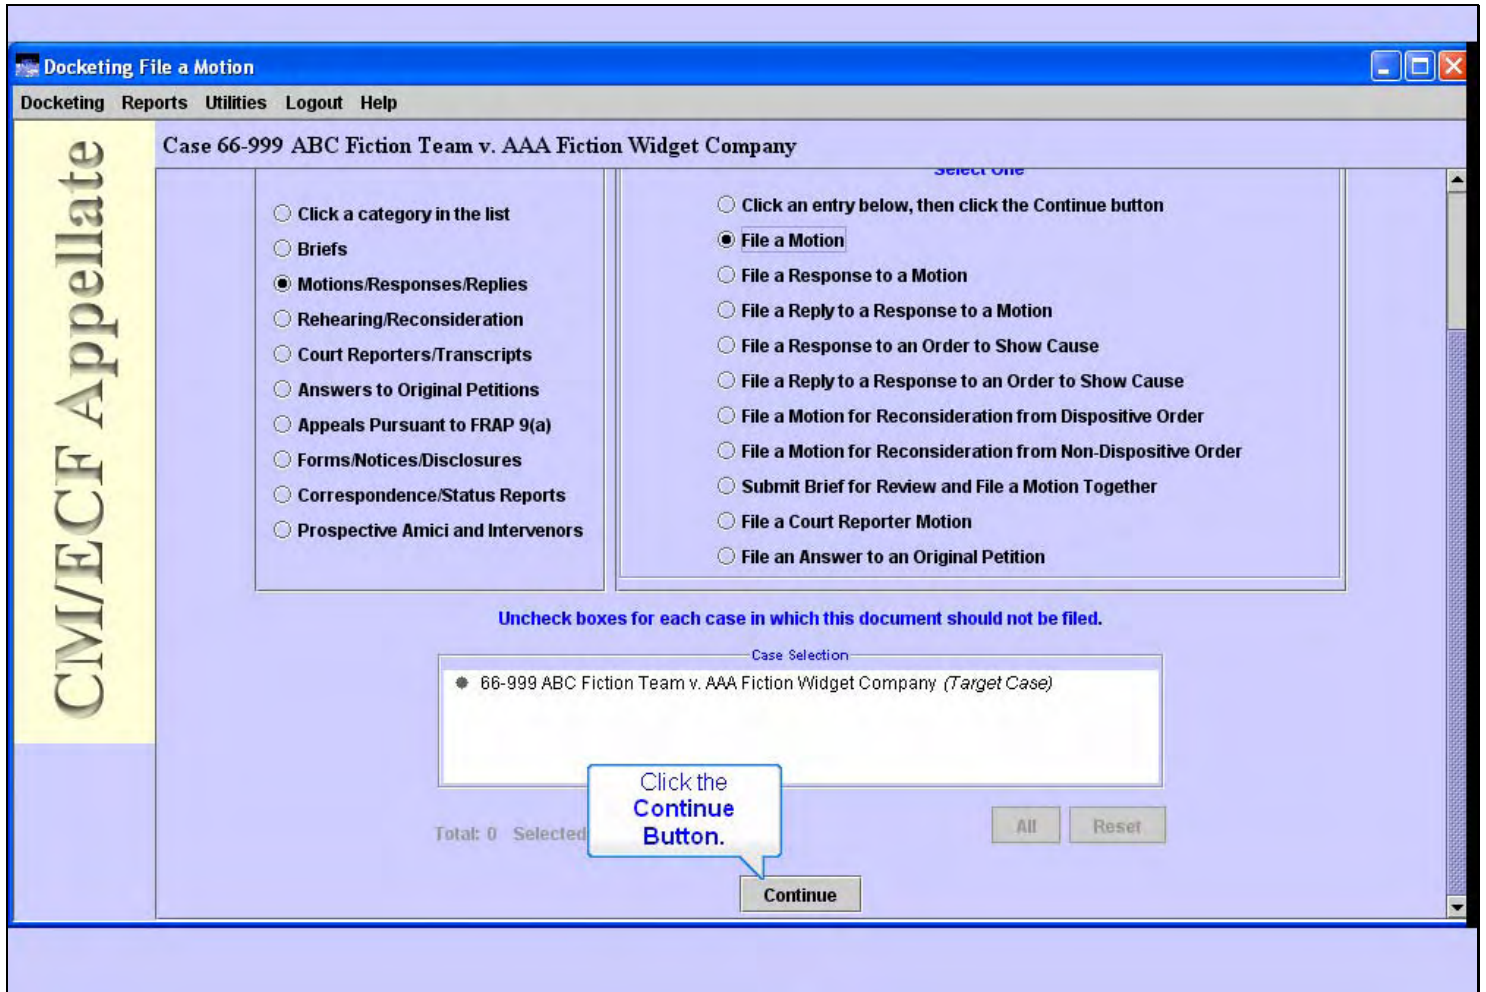 Docketing File a Motion
Docketing Reports Utilities Logout Help
CM/ECF Appellate
Case 66-999 ABC Fiction Team v. AAA Fiction Widget Company
Click a category in the list
Briefs
Motions/Responses/Replies
Rehearing/Reconsideration
Court Reporters/Transcripts
Answers to Original Petitions
Appeals Pursuant to FRAP 9(a)
Forms/Notices/Disclosures
Correspondence/Status Reports
Prospective Amici and Intervenors
Select One
Click an entry below, then click the Continue button
File a Motion
File a Response to a Motion
File a Reply to a Response to a Motion
File a Response to an Order to Show Cause
File a Reply to a Response to an Order to Show Cause
File a Motion for Reconsideration from Dispositive Order
File a Motion for Reconsideration from Non-Dispositive Order
Submit Brief for Review and File a Motion Together
File a Court Reporter Motion
File an Answer to an Original Petition
Uncheck boxes for each case in which this document should not be filed.
Case Selection
66-999 ABC Fiction Team v. AAA Fiction Widget Company (Target Case)
Click the
Continue
Button.
Total: 0 Selected
All Reset
Continue